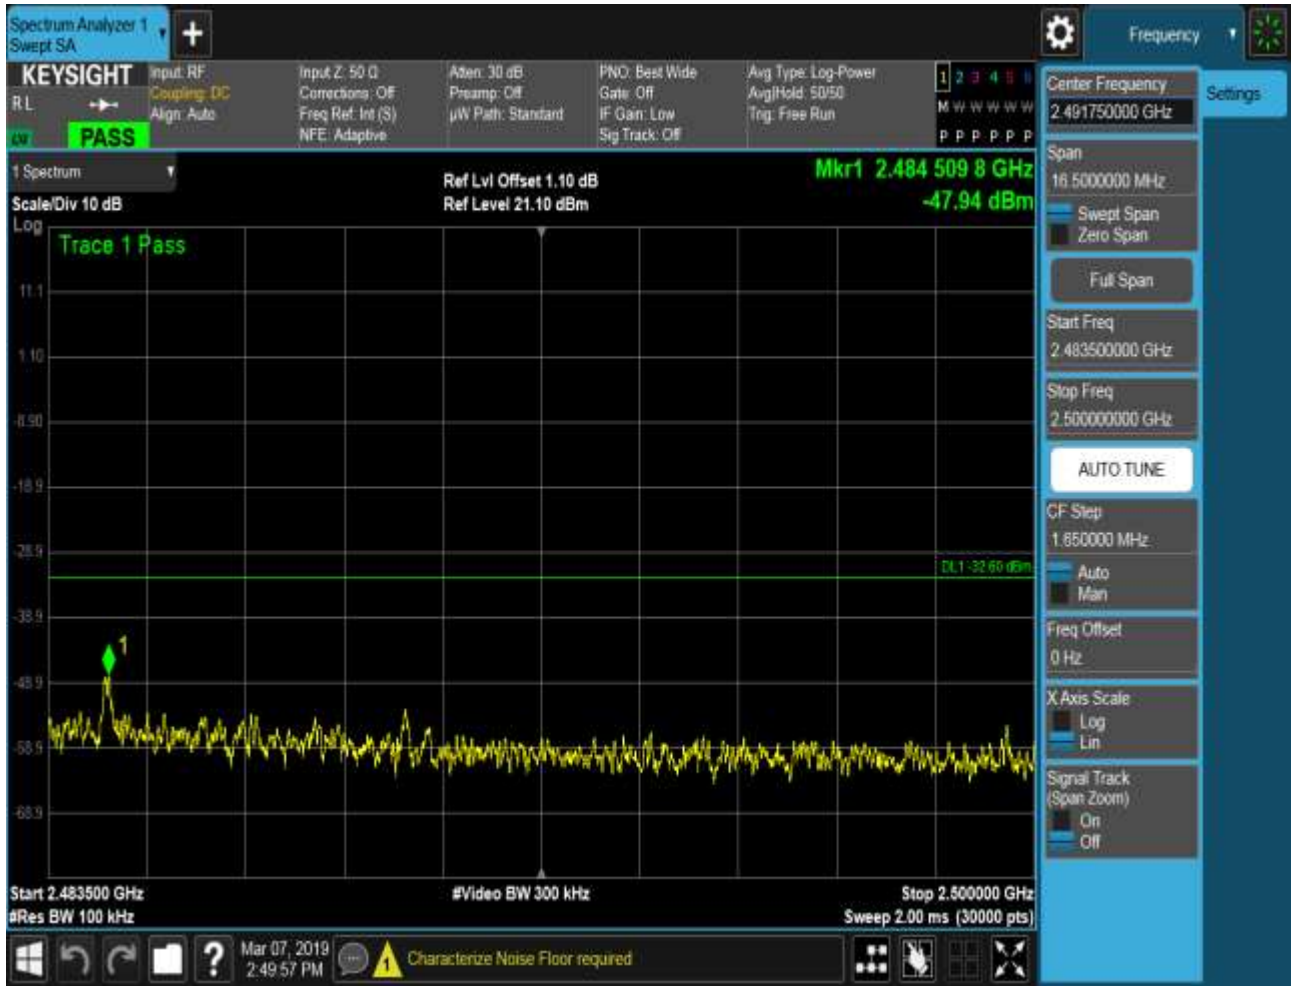 Spectrum Analyzer 1
Swept SA
Frequency
KEYSIGHT
R L
PASS
Input: RF
Coupling: DC
Align: Auto
Input Z: 50 Ω
Corrections: Off
Freq Ref: Int (S)
NFE: Adaptive
Atten: 30 dB
Preamp: Off
µW Path: Standard
PNO: Best Wide
Gate: Off
IF Gain: Low
Sig Track: Off
Avg Type: Log-Power
Avg|Hold: 50/50
Trig: Free Run
1 2 3 4 5 6
M W W W W W
P P P P P P
1 Spectrum
Scale/Div 10 dB
Ref Lvl Offset 1.10 dB
Ref Level 21.10 dBm
Mkr1 2.484 509 8 GHz
-47.94 dBm
Log
Trace 1 Pass
11.1
1.10
-8.90
-18.9
-28.9
-38.9
-48.9
-58.9
-68.9
DL1 -32.60 dBm
1
Start 2.483500 GHz
#Res BW 100 kHz
#Video BW 300 kHz
Stop 2.500000 GHz
Sweep 2.00 ms (30000 pts)
Center Frequency
2.491750000 GHz
Settings
Span
16.5000000 MHz
Swept Span
Zero Span
Full Span
Start Freq
2.483500000 GHz
Stop Freq
2.500000000 GHz
AUTO TUNE
CF Step
1.650000 MHz
Auto
Man
Freq Offset
0 Hz
X Axis Scale
Log
Lin
Signal Track
(Span Zoom)
On
Off
?
Mar 07, 2019
2:49:57 PM
1
Characterize Noise Floor required